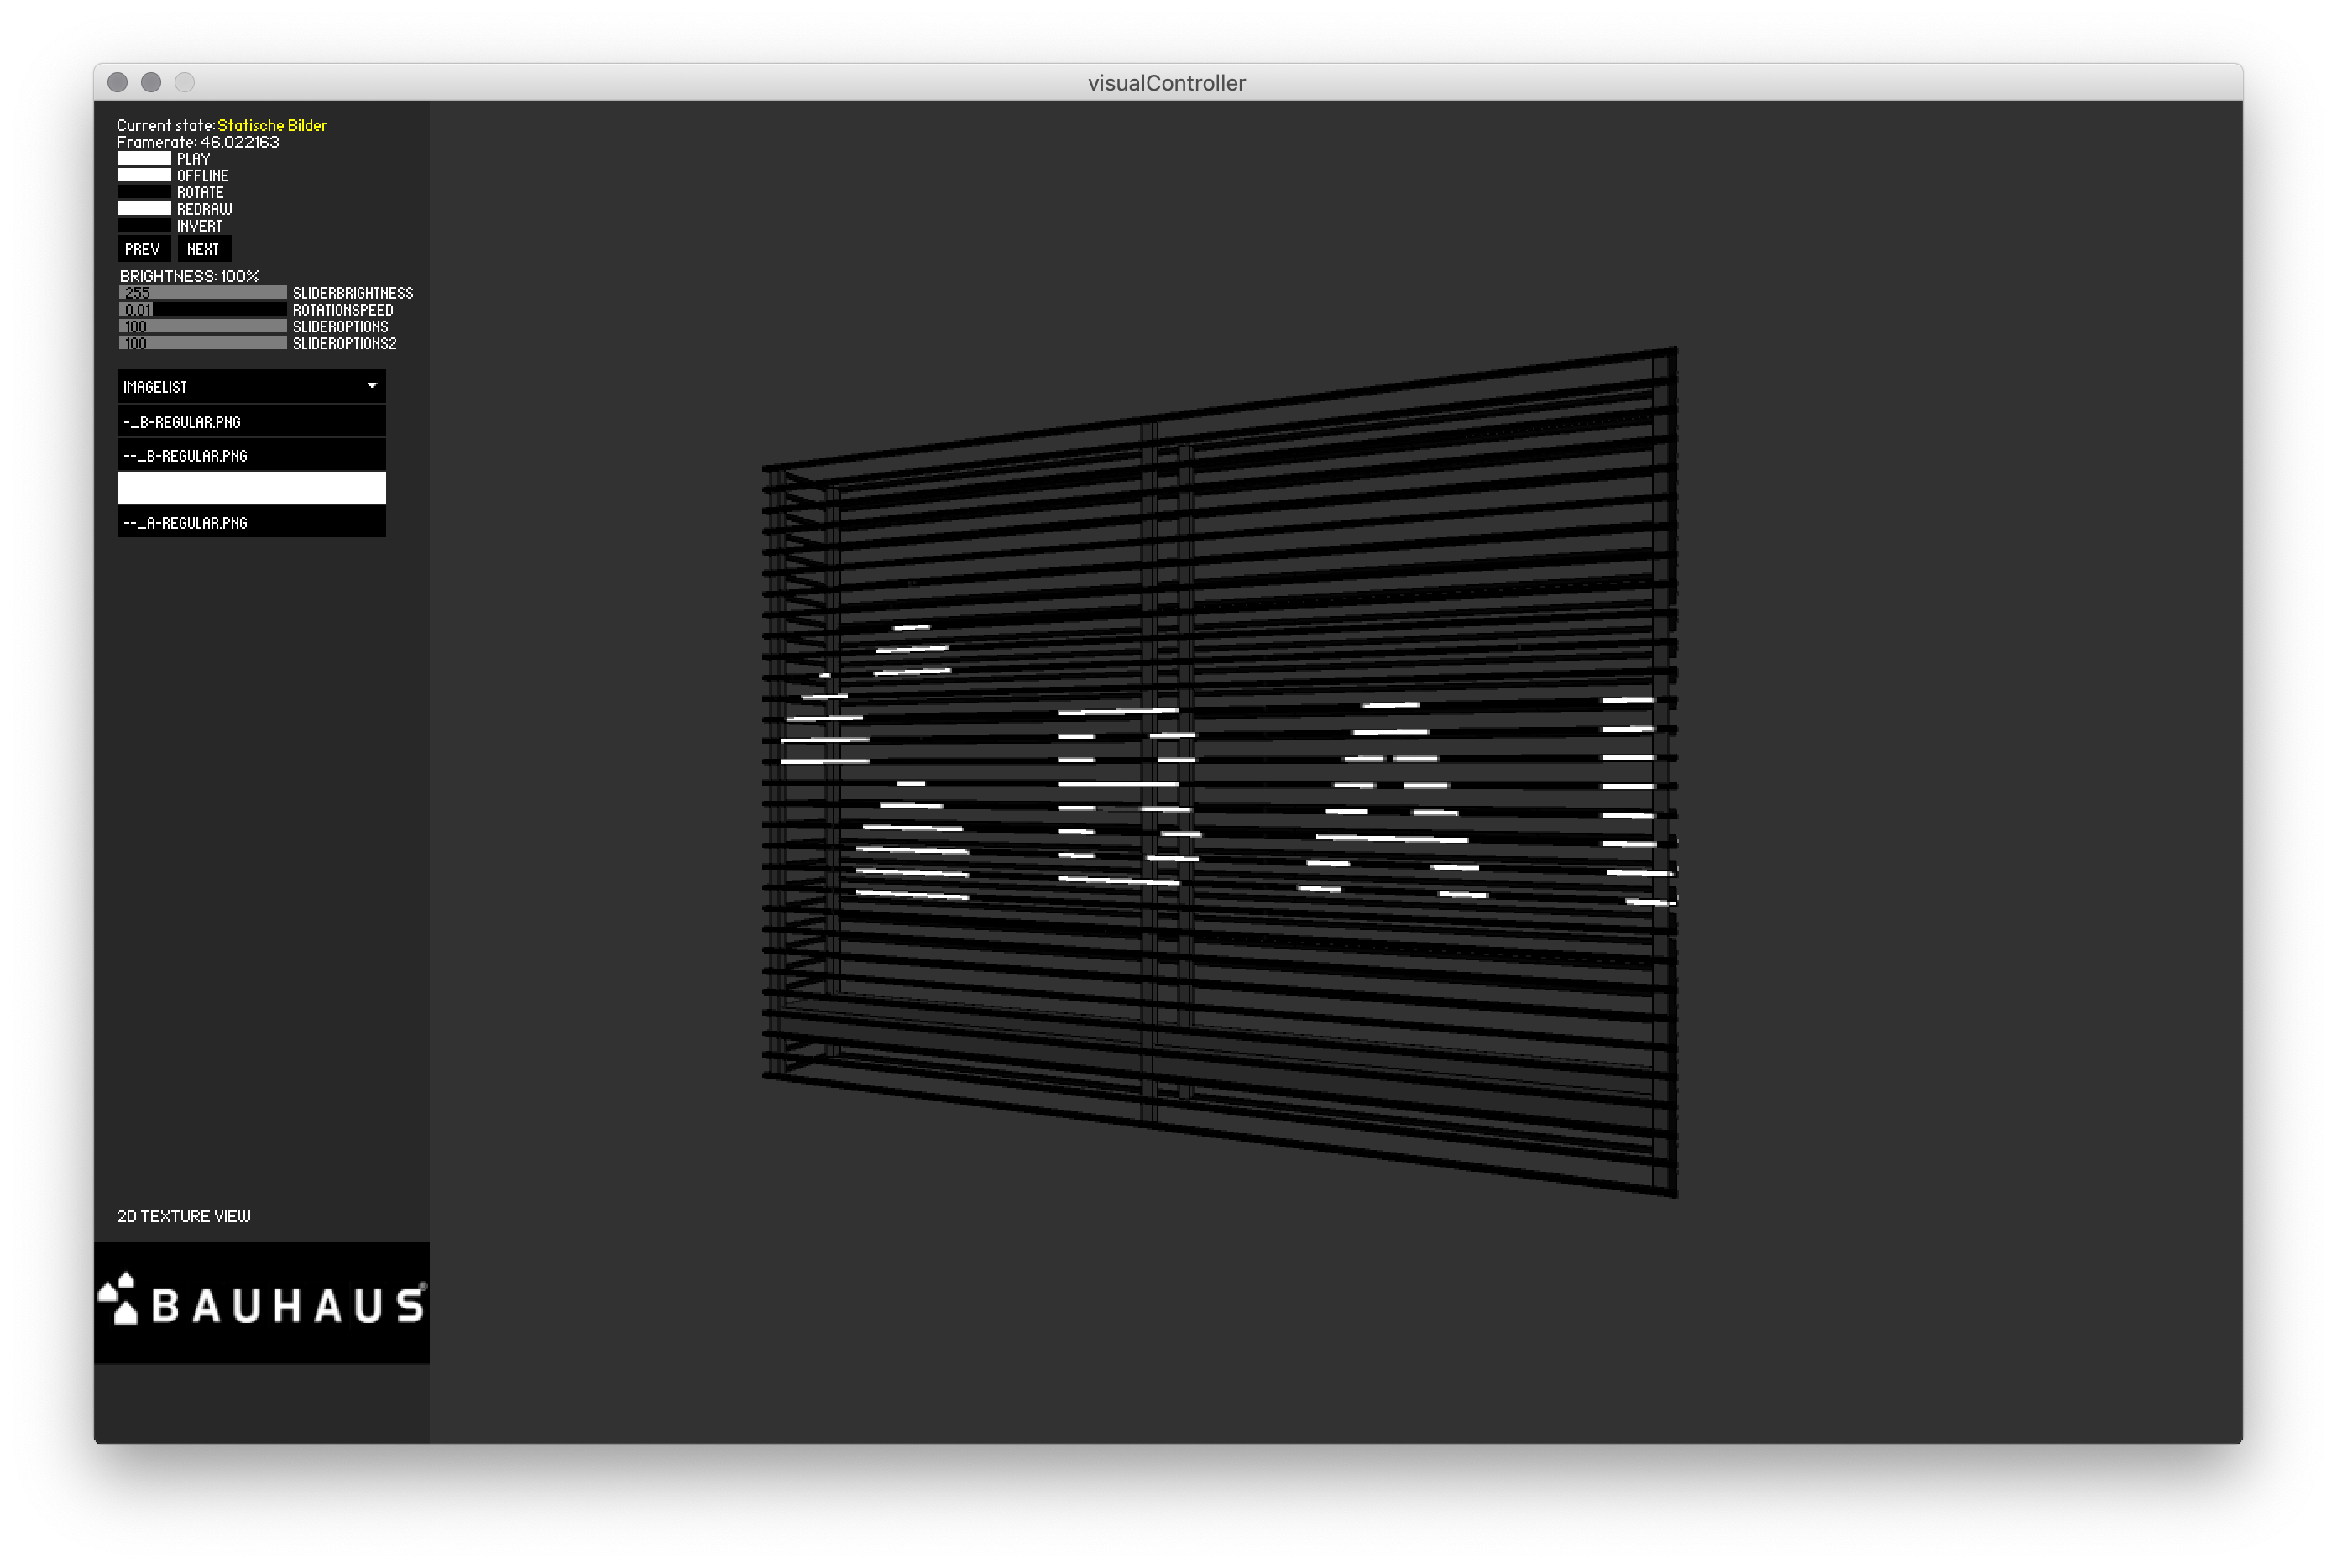 visualController
Current state:Statische Bilder
Framerate: 46.022163
PLAY
OFFLINE
ROTATE
REDRAW
INVERT
PREV NEXT
BRIGHTNESS: 100%
255 SLIDERBRIGHTNESS
0.01 ROTATIONSPEED
100 SLIDEROPTIONS
100 SLIDEROPTIONS2
IMAGELIST
-_B-REGULAR.PNG
--_B-REGULAR.PNG
--_A-REGULAR.PNG
BA
2D TEXTURE VIEW
BAUHAUS®